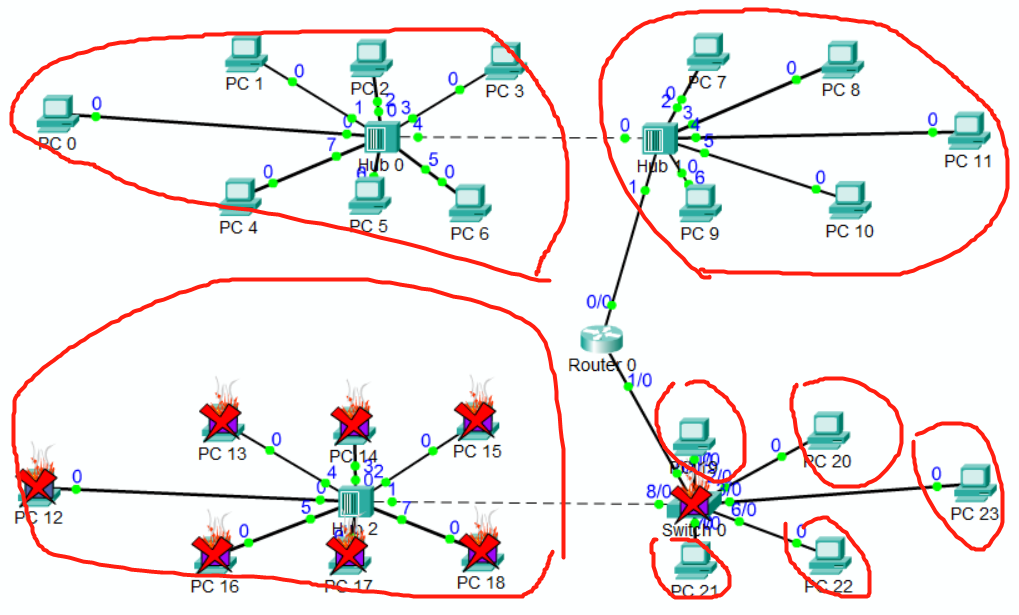 PC 1
0
PC 2
2
0
PC 3
0
PC 0
0
1
3
0
4
7
Hub 0
5
6
PC 4
0
PC 5
PC 6
0
PC 7
0
2
PC 8
0
3
4
0
PC 11
0
5
1
0
6
PC 9
PC 10
0
0/0
Router 0
1/0
PC 13
0
PC 14
PC 15
0
PC 12
0
4
3
0
2
0
1
5
7
Hub 2
PC 16
0
PC 17
PC 18
0
PC 20
0
8/0
6/0
Switch 0
PC 23
0
PC 21
PC 22
0